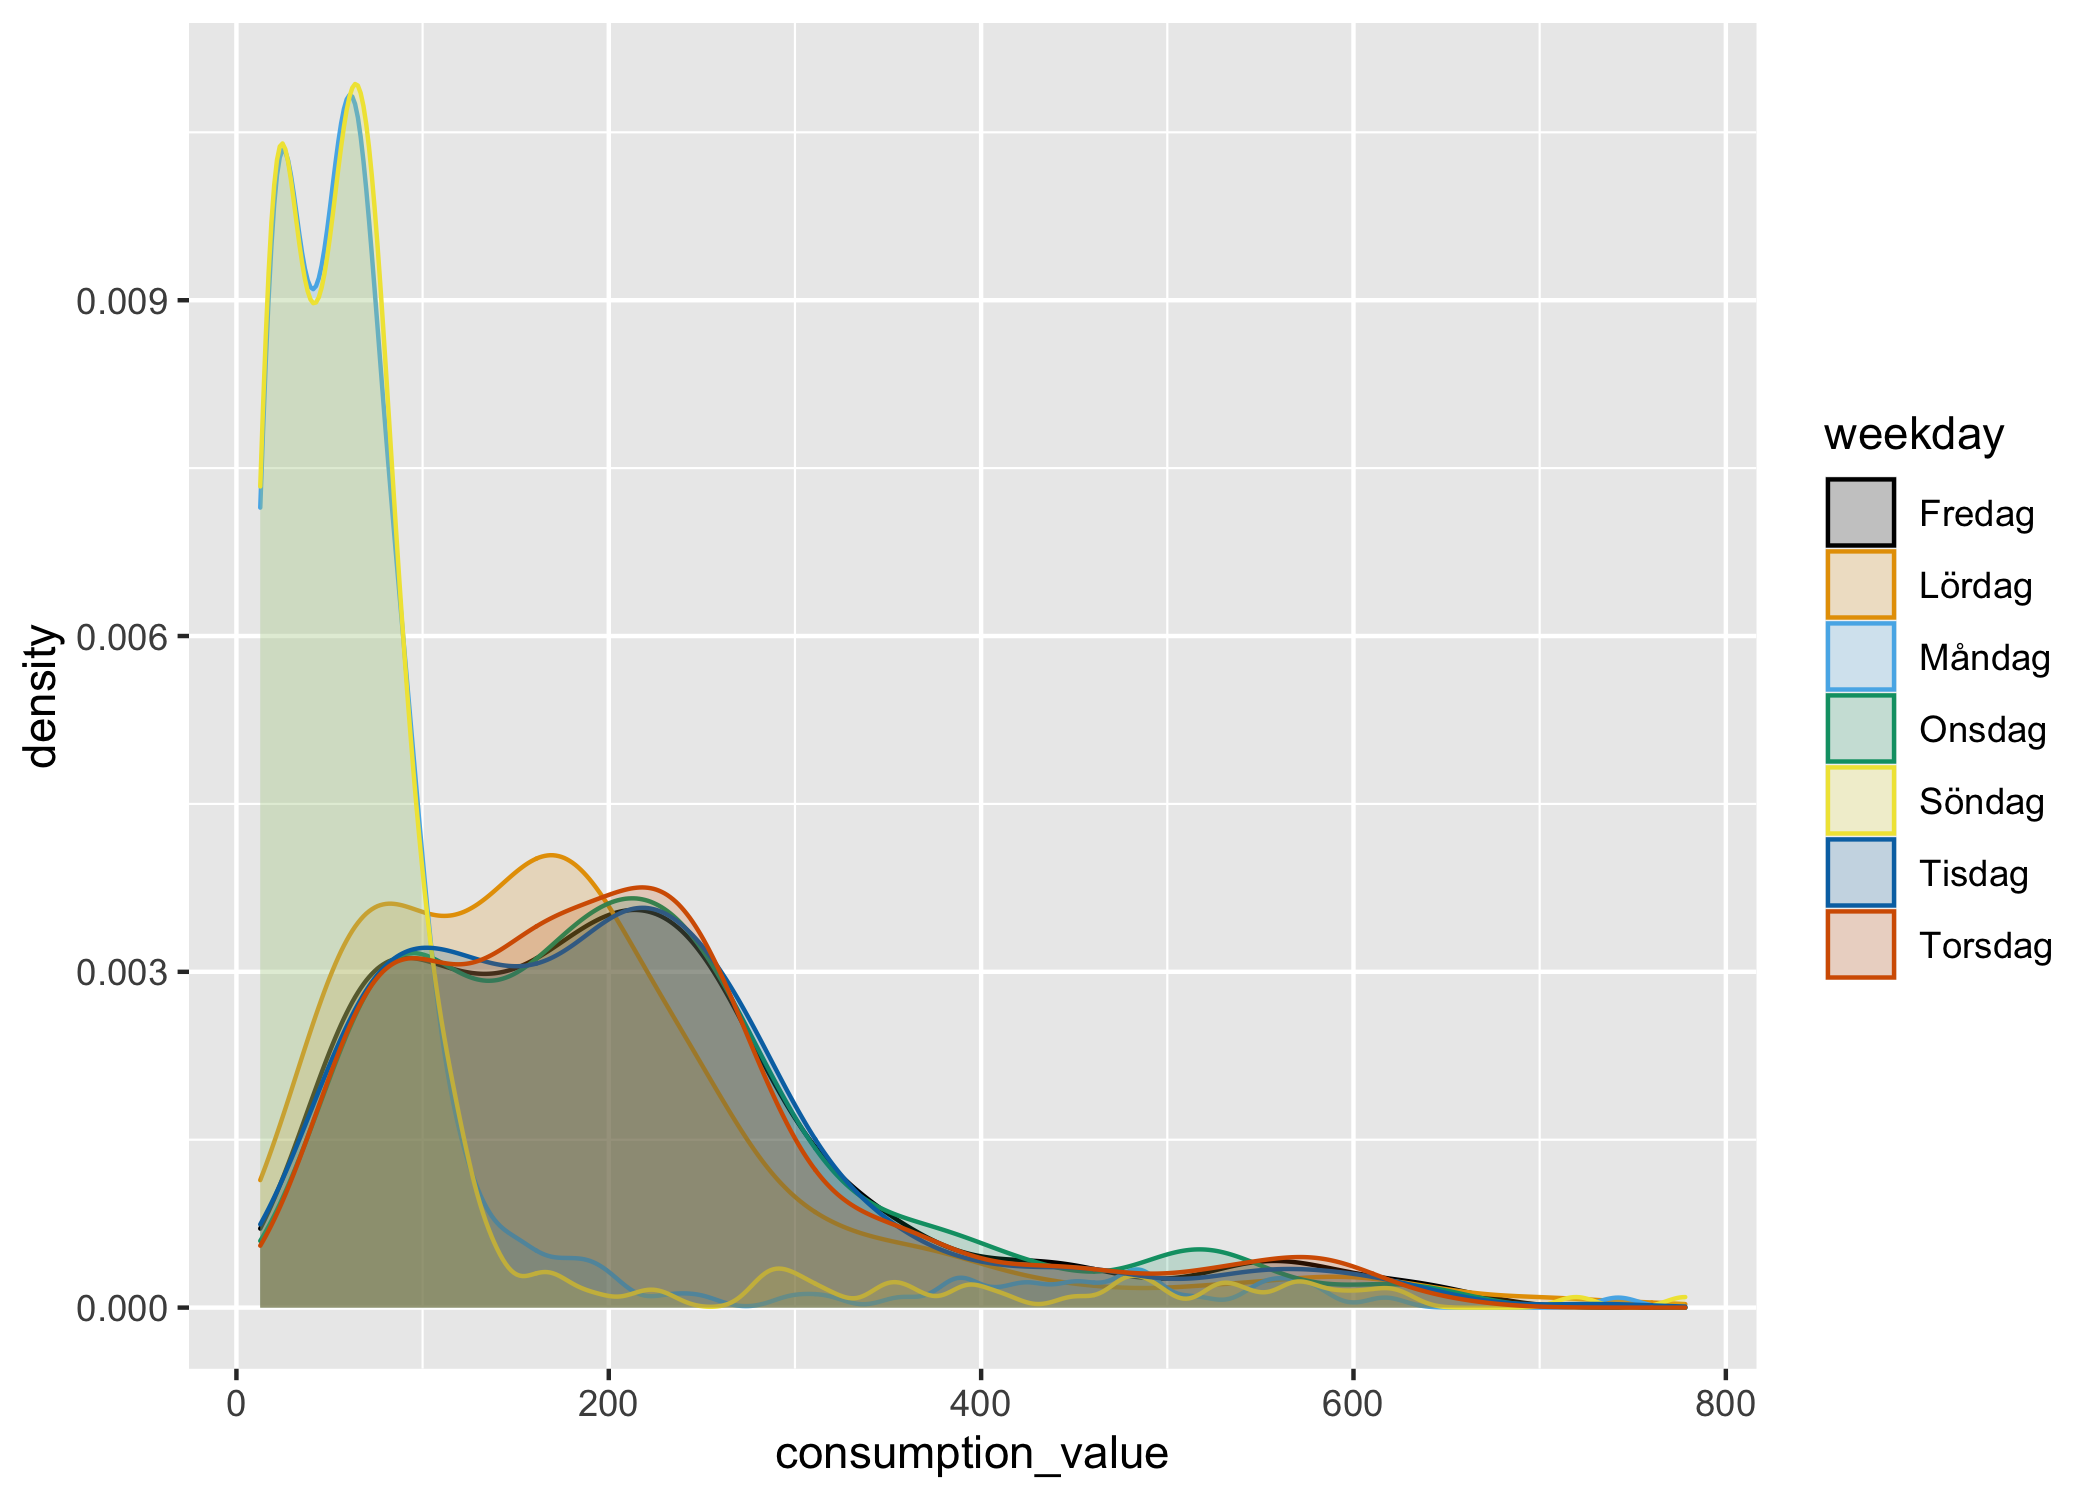 density
0.009
0.006
0.003
0.000
0 200 400 600 800
consumption_value
weekday
Fredag
Lördag
Måndag
Onsdag
Söndag
Tisdag
Torsdag